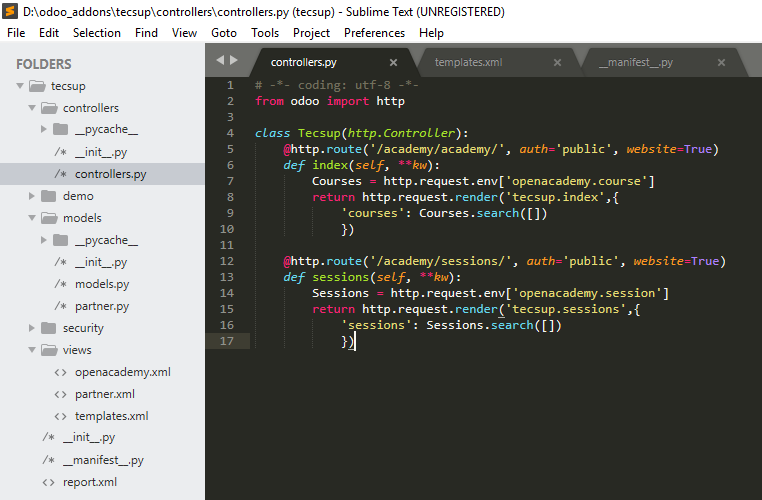 D:\odoo_addons\tecsup\controllers\controllers.py (tecsup) - Sublime Text (UNREGISTERED)
File Edit Selection Find View Goto Tools Project Preferences Help
FOLDERS
tecsup
controllers
__pycache__
/* __init__.py
/* controllers.py
demo
models
__pycache__
/* __init__.py
/* models.py
/* partner.py
security
views
<> openacademy.xml
<> partner.xml
<> templates.xml
/* __init__.py
/* __manifest__.py
<> report.xml
controllers.py × templates.xml × __manifest__.py ×
1 # -*- coding: utf-8 -*-
2 from odoo import http
3
4 class Tecsup(http.Controller):
5     @http.route('/academy/academy/', auth='public', website=True)
6     def index(self, **kw):
7         Courses = http.request.env['openacademy.course']
8         return http.request.render('tecsup.index',{
9             'courses': Courses.search([])
10             })
11
12     @http.route('/academy/sessions/', auth='public', website=True)
13     def sessions(self, **kw):
14         Sessions = http.request.env['openacademy.session']
15         return http.request.render('tecsup.sessions',{
16             'sessions': Sessions.search([])
17             })